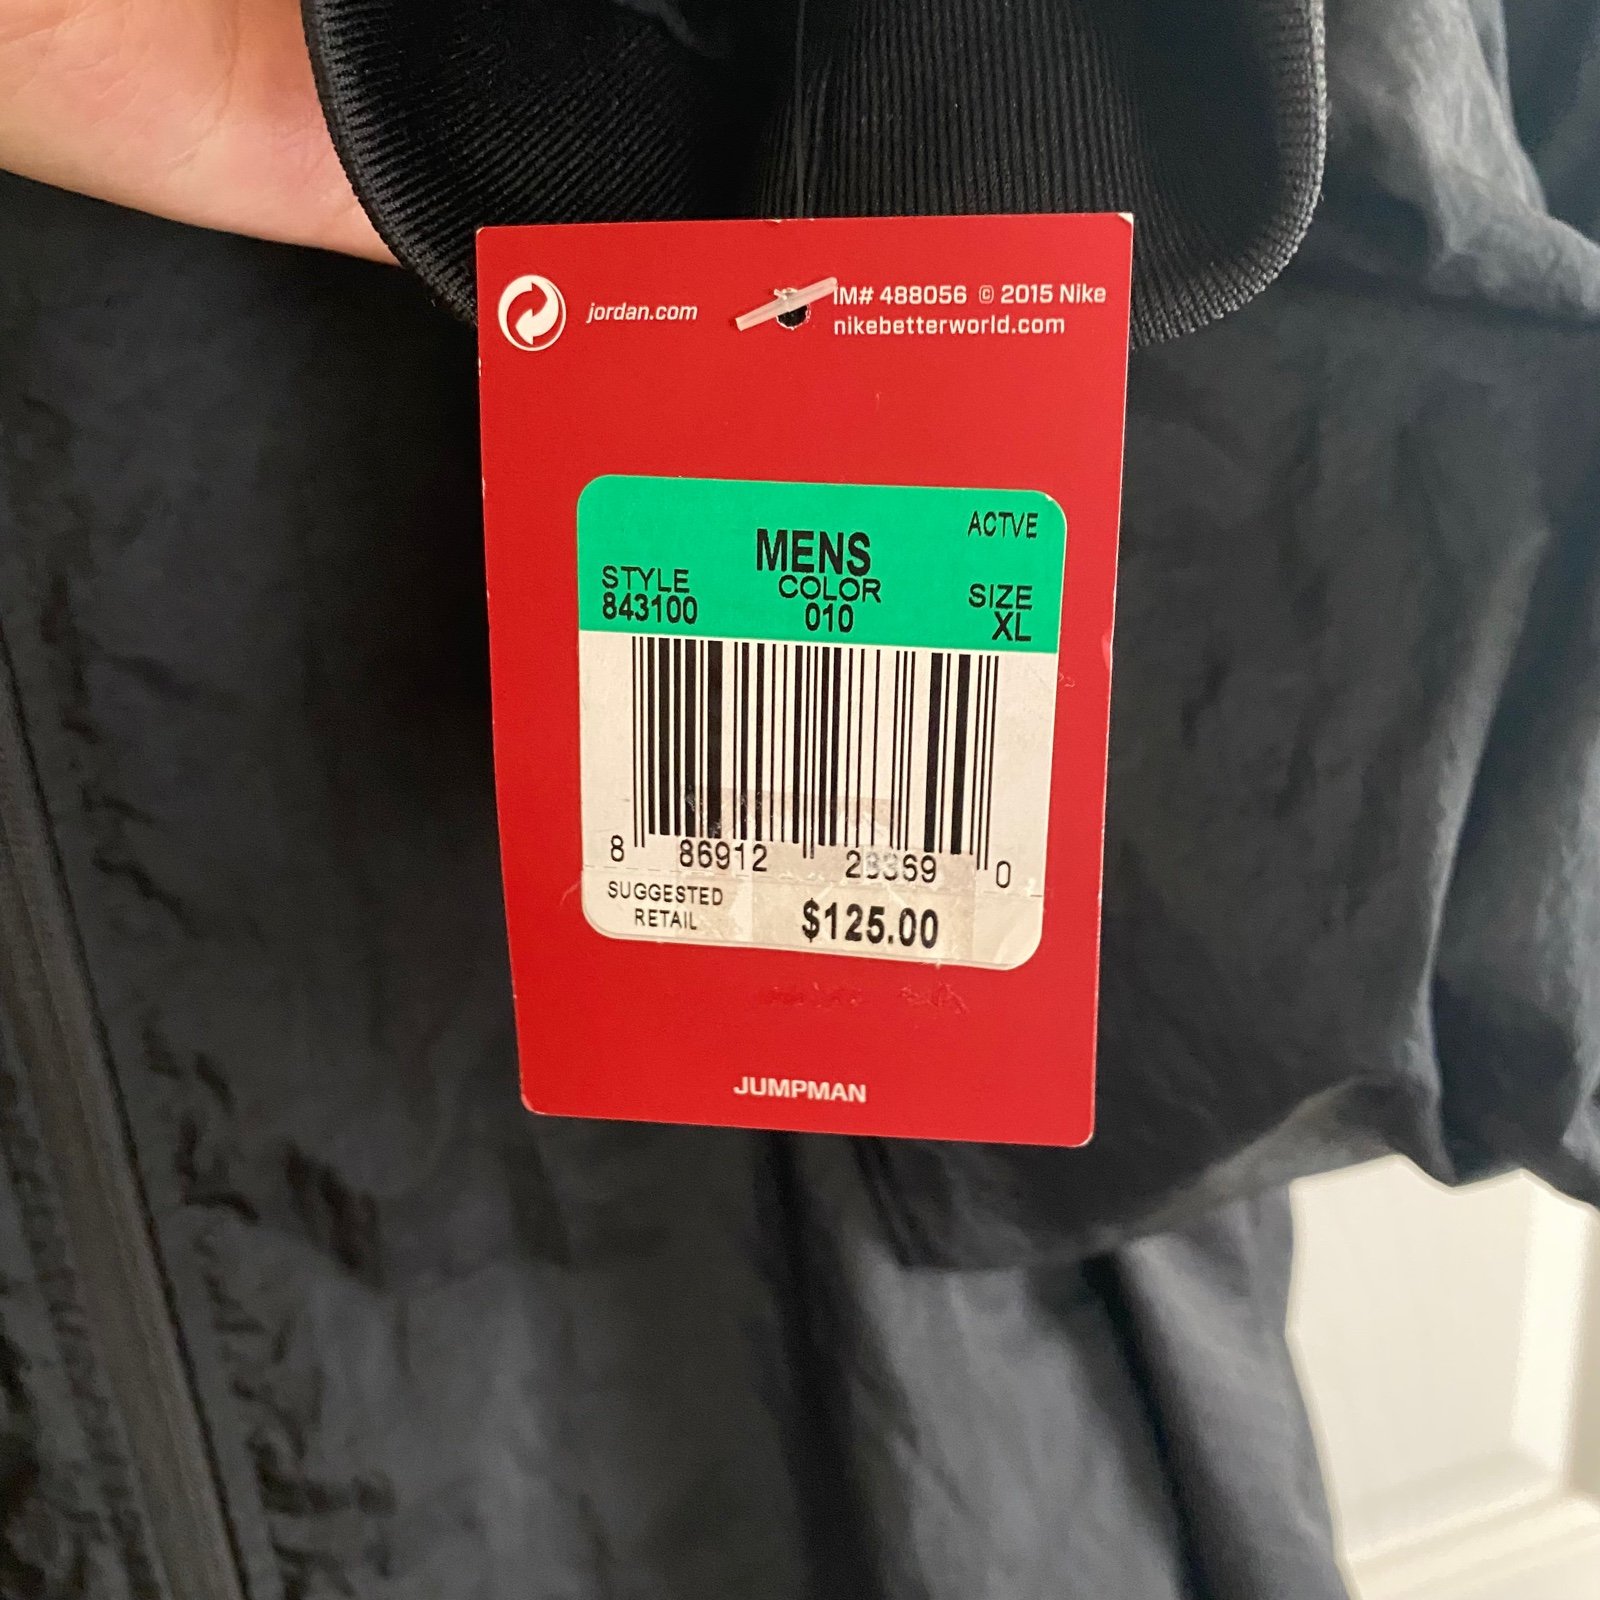 jordan.com
IM# 488056 © 2015 Nike
nikebetterworld.com
ACTVE
MENS
STYLE COLOR SIZE
843100 010 XL
8 86912 28369 0
SUGGESTED
RETAIL
$125.00
JUMPMAN